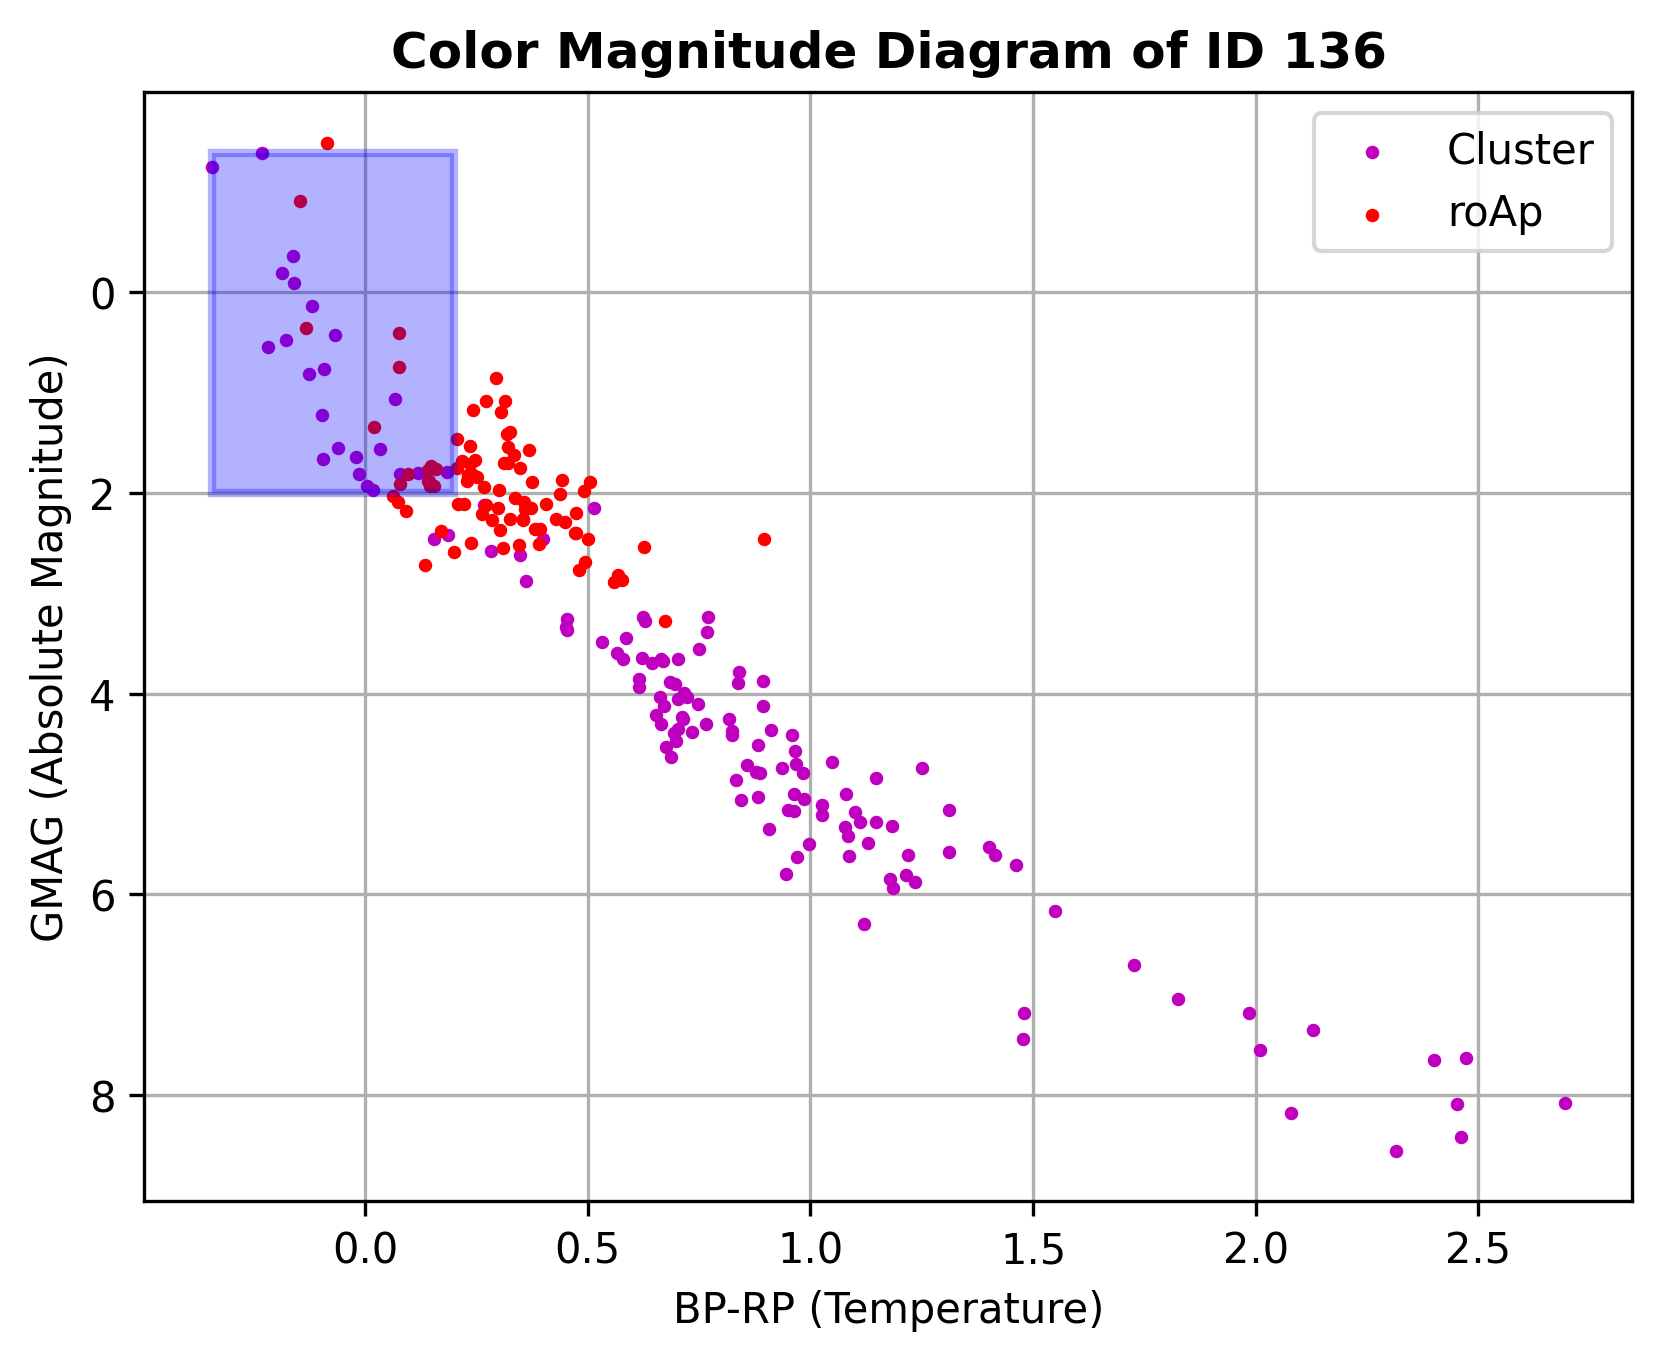 Color Magnitude Diagram of ID 136
Cluster
roAp
GMAG (Absolute Magnitude)
0
2
4
6
8
0.0 0.5 1.0 1.5 2.0 2.5
BP-RP (Temperature)